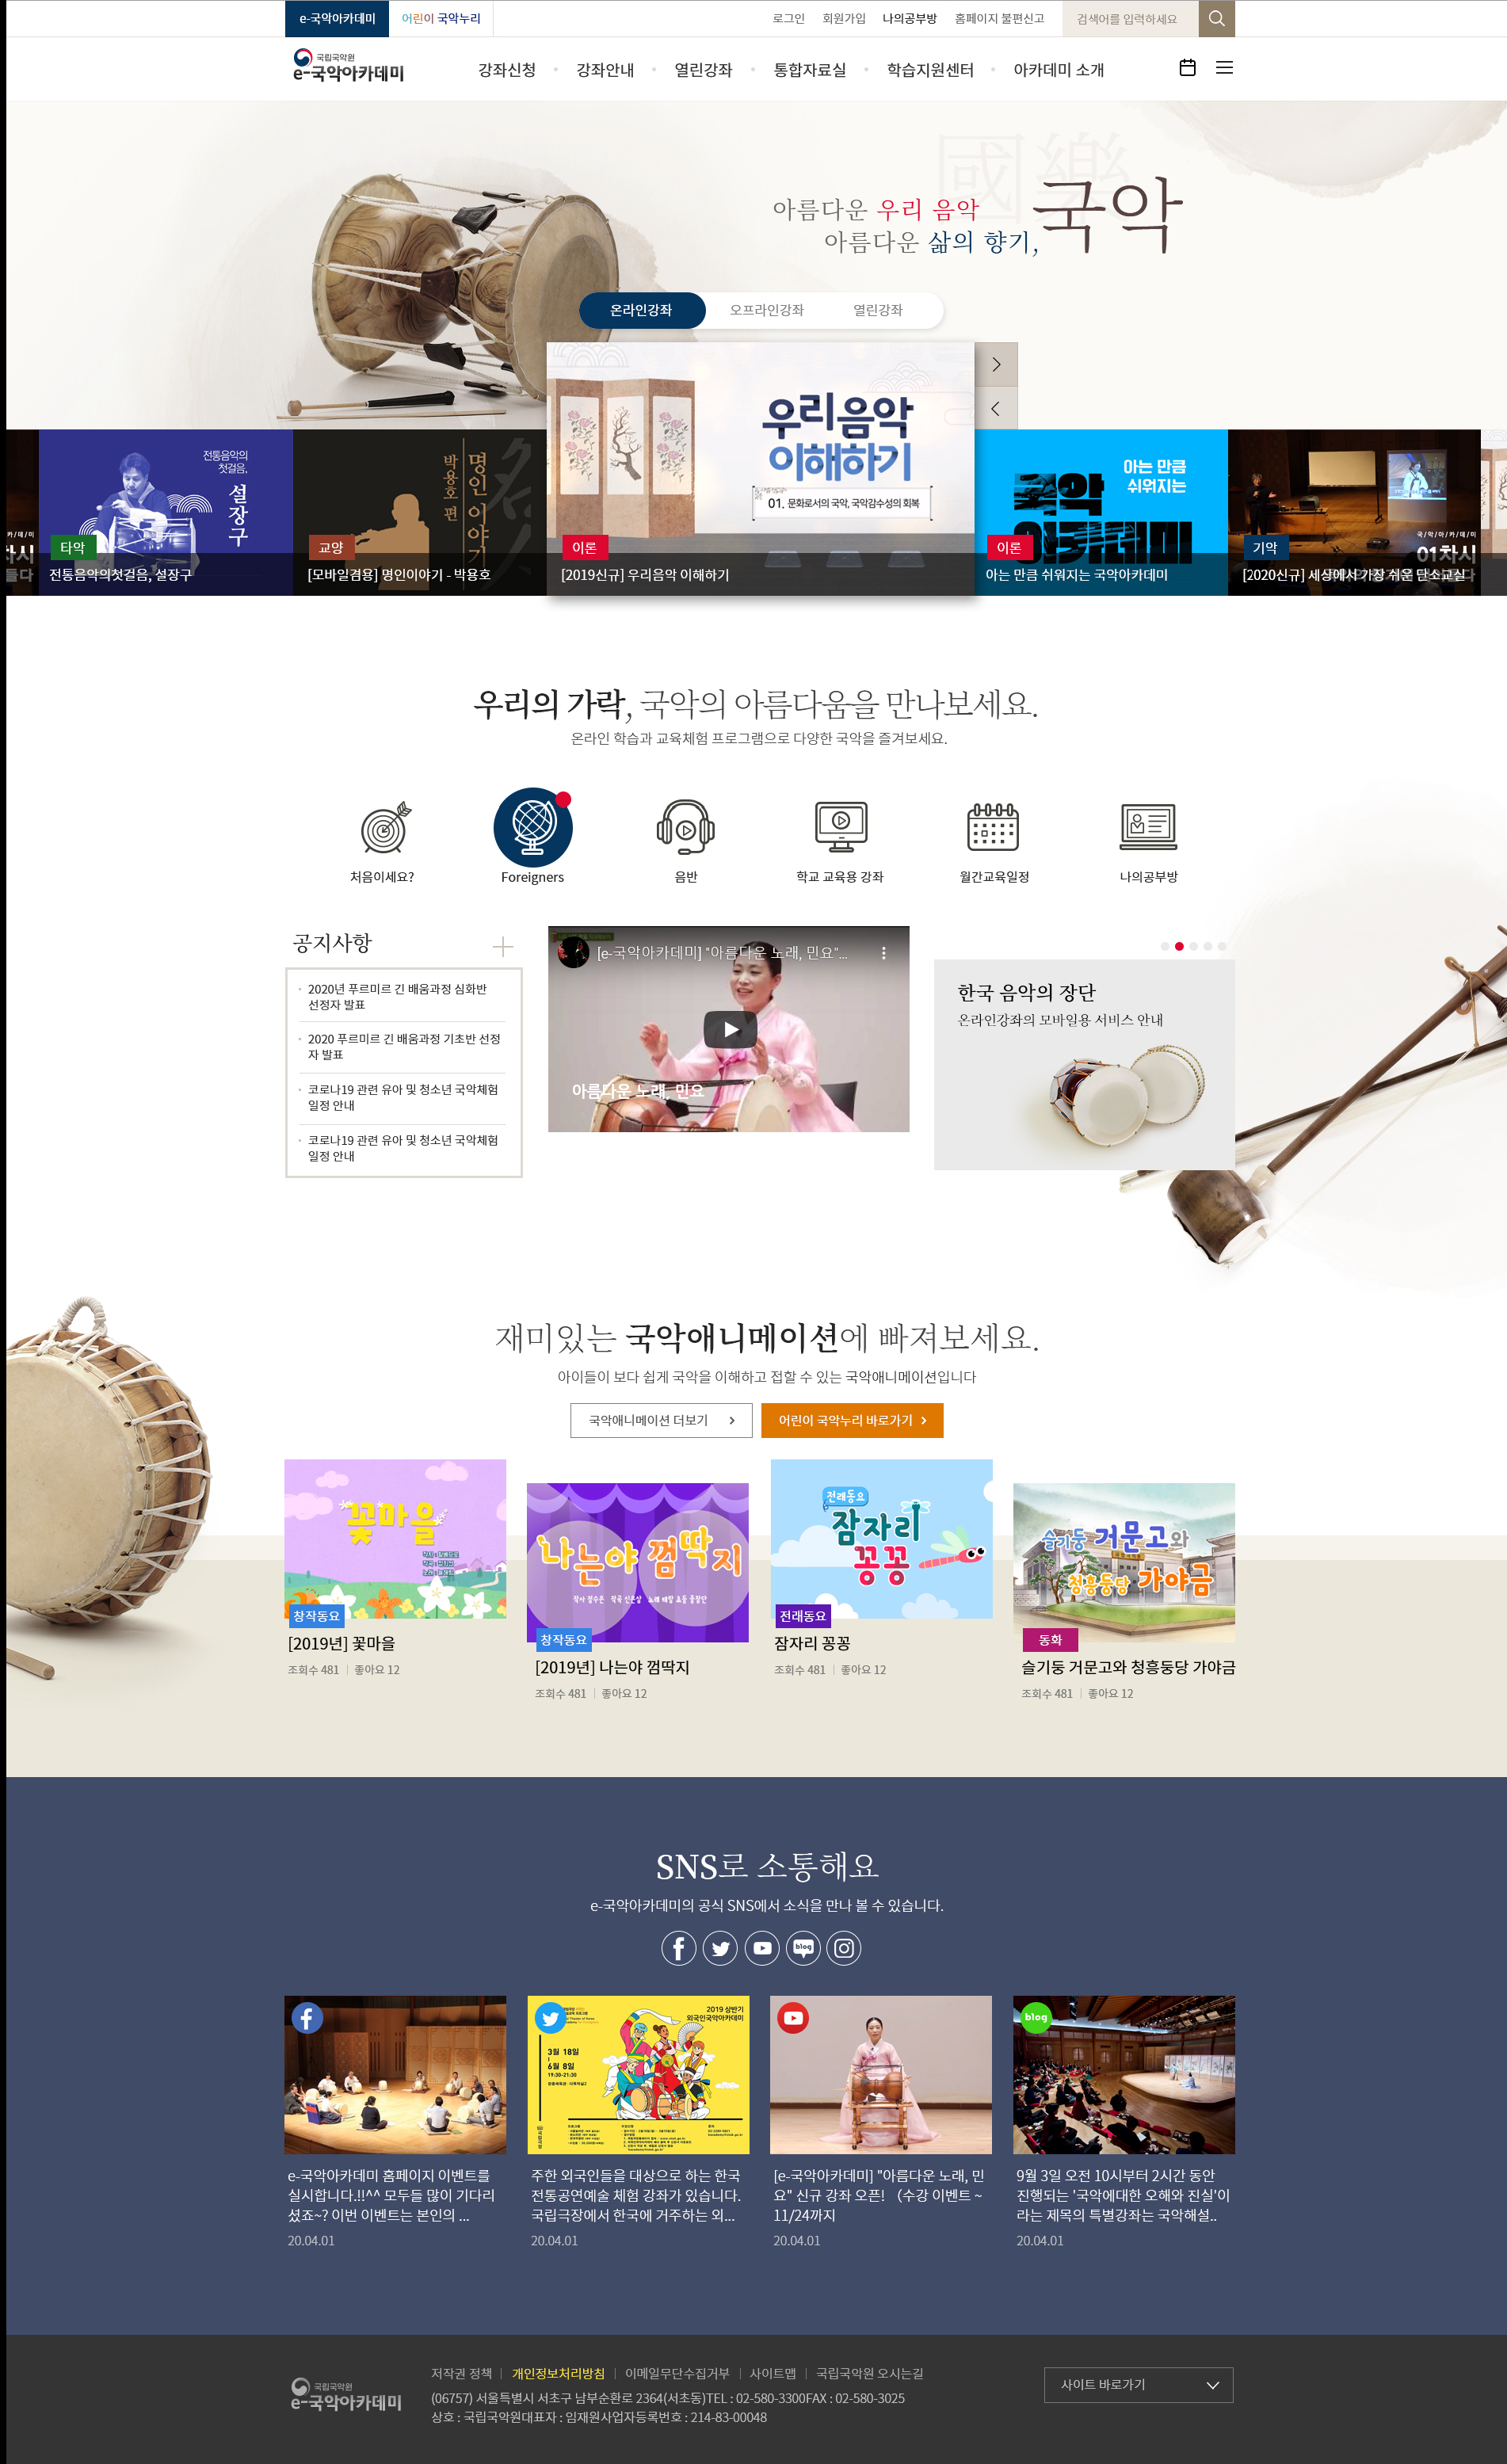 e-국악아카데미
어린이 국악누리
로그인
회원가입
나의공부방
홈페이지 불편신고
검색어를 입력하세요
국립국악원
e-국악아카데미
강좌신청
강좌안내
열린강좌
통합자료실
학습지원센터
아카데미 소개
國樂
아름다운 우리 음악
아름다운 삶의 향기,
국악
온라인강좌
오프라인강좌
열린강좌
전통음악의
첫걸음,
설장구
타악
전통음악의첫걸음, 설장구
명인 이야기
박용호 편
교양
[모바일겸용] 명인이야기 - 박용호
우리음악
이해하기
01. 문화로서의 국악, 국악감수성의 회복
이론
[2019신규] 우리음악 이해하기
아는 만큼
쉬워지는
국악
아카데미
이론
아는 만큼 쉬워지는 국악아카데미
국/악/아/카/데/미
01차시
기악
[2020신규] 세상에서 가장 쉬운 단소교실
우리의 가락, 국악의 아름다움을 만나보세요.
온라인 학습과 교육체험 프로그램으로 다양한 국악을 즐겨보세요.
처음이세요?
Foreigners
음반
학교 교육용 강좌
월간교육일정
나의공부방
공지사항
2020년 푸르미르 긴 배움과정 심화반
선정자 발표
2020 푸르미르 긴 배움과정 기초반 선정
자 발표
코로나19 관련 유아 및 청소년 국악체험
일정 안내
코로나19 관련 유아 및 청소년 국악체험
일정 안내
[e-국악아카데미] "아름다운 노래, 민요"...
아름다운 노래, 민요
한국 음악의 장단
온라인강좌의 모바일용 서비스 안내
재미있는 국악애니메이션에 빠져보세요.
아이들이 보다 쉽게 국악을 이해하고 접할 수 있는 국악애니메이션입니다
국악애니메이션 더보기
어린이 국악누리 바로가기
꽃마을
창작동요
[2019년] 꽃마을
조회수 481
좋아요 12
나는야 껌딱지
창작동요
[2019년] 나는야 껌딱지
조회수 481
좋아요 12
전래동요
잠자리
꽁꽁
전래동요
잠자리 꽁꽁
조회수 481
좋아요 12
슬기둥 거문고와
청흥둥당 가야금
동화
슬기둥 거문고와 청흥둥당 가야금
조회수 481
좋아요 12
SNS로 소통해요
e-국악아카데미의 공식 SNS에서 소식을 만나 볼 수 있습니다.
blog
2019 상반기
외국인국악아카데미
3월 18일
6월 8일
19:30-21:30
blog
e-국악아카데미 홈페이지 이벤트를
실시합니다.!!^^ 모두들 많이 기다리
셨죠~? 이번 이벤트는 본인의 ...
20.04.01
주한 외국인들을 대상으로 하는 한국
전통공연예술 체험 강좌가 있습니다.
국립극장에서 한국에 거주하는 외...
20.04.01
[e-국악아카데미] "아름다운 노래, 민
요" 신규 강좌 오픈! (수강 이벤트 ~
11/24까지
20.04.01
9월 3일 오전 10시부터 2시간 동안
진행되는 '국악에대한 오해와 진실'이
라는 제목의 특별강좌는 국악해설..
20.04.01
국립국악원
e-국악아카데미
저작권 정책
개인정보처리방침
이메일무단수집거부
사이트맵
국립국악원 오시는길
(06757) 서울특별시 서초구 남부순환로 2364(서초동)TEL : 02-580-3300FAX : 02-580-3025
상호 : 국립국악원대표자 : 임재원사업자등록번호 : 214-83-00048
사이트 바로가기